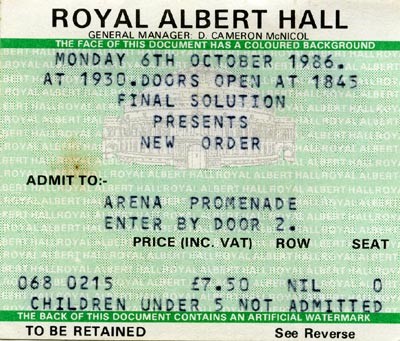 ROYAL ALBERT HALL
GENERAL MANAGER: D. CAMERON McNICOL
THE FACE OF THIS DOCUMENT HAS A COLOURED BACKGROUND
MONDAY 6TH OCTOBER 1986.
AT 1930.DOORS OPEN AT 1845
FINAL SOLUTION
PRESENTS
NEW ORDER
ADMIT TO:-
ARENA PROMENADE
ENTER BY DOOR 2.
PRICE (INC. VAT) ROW SEAT
068 0215 £7.50 NIL 0
CHILDREN UNDER 5 NOT ADMITTED
THE BACK OF THIS DOCUMENT CONTAINS AN ARTIFICIAL WATERMARK
TO BE RETAINED See Reverse